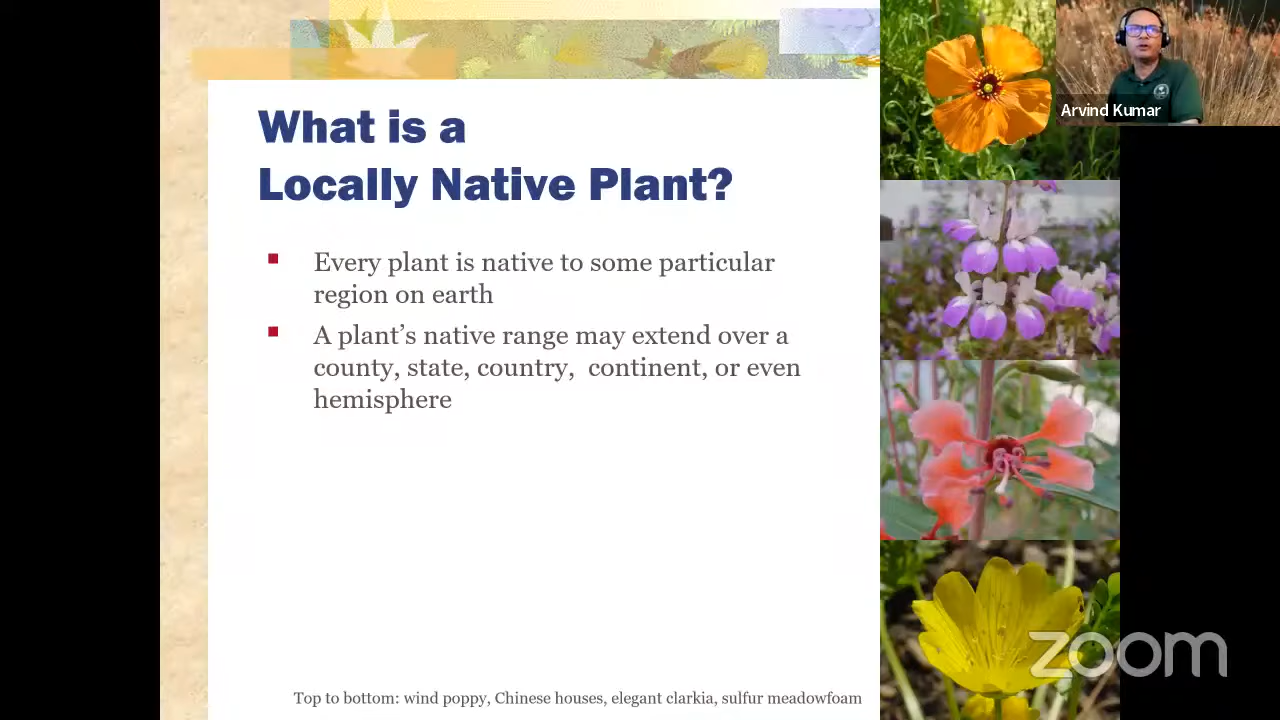 What is a
Locally Native Plant?
Every plant is native to some particular
region on earth
A plant’s native range may extend over a
county, state, country, continent, or even
hemisphere
Top to bottom: wind poppy, Chinese houses, elegant clarkia, sulfur meadowfoam
Arvind Kumar
zoom